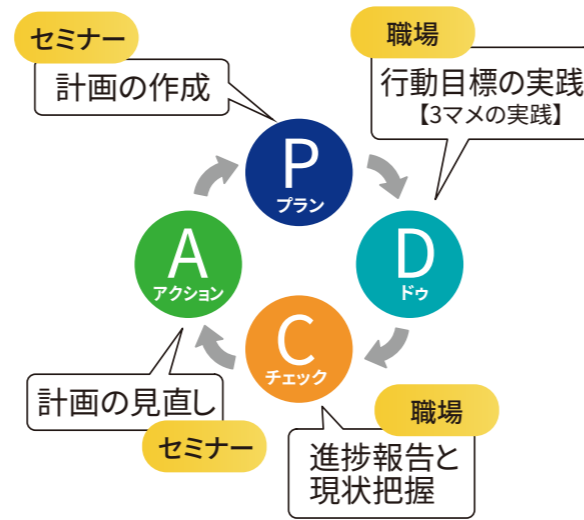 セミナー
計画の作成
職場
行動目標の実践
【3マメの実践】
P
プラン
D
ドゥ
A
アクション
C
チェック
計画の見直し
セミナー
職場
進捗報告と
現状把握